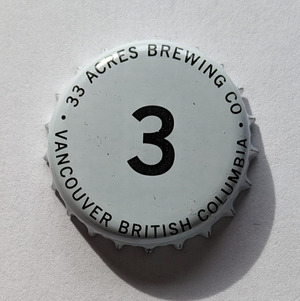 • 33 ACRES BREWING CO •
3
VANCOUVER BRITISH COLUMBIA